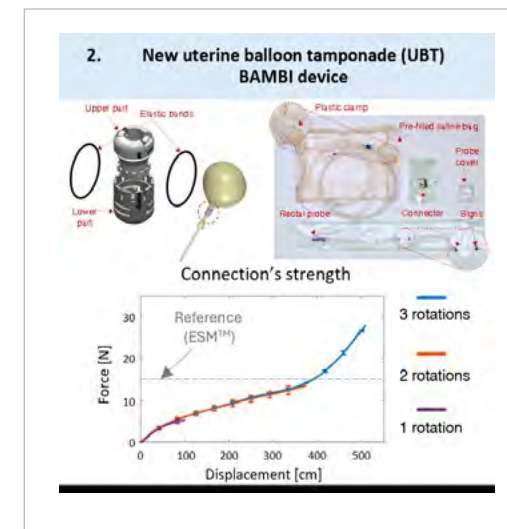 2. New uterine balloon tamponade (UBT)
BAMBI device
Upper part
Elastic bands
Lower
part
Plastic clamp
Pre-filled saline bag
Probe
cover
Rectal probe
Connector
Signs
Connection's strength
Force [N]
30
20
10
0
Reference
(ESM™)
0 100 200 300 400 500
Displacement [cm]
3 rotations
2 rotations
1 rotation